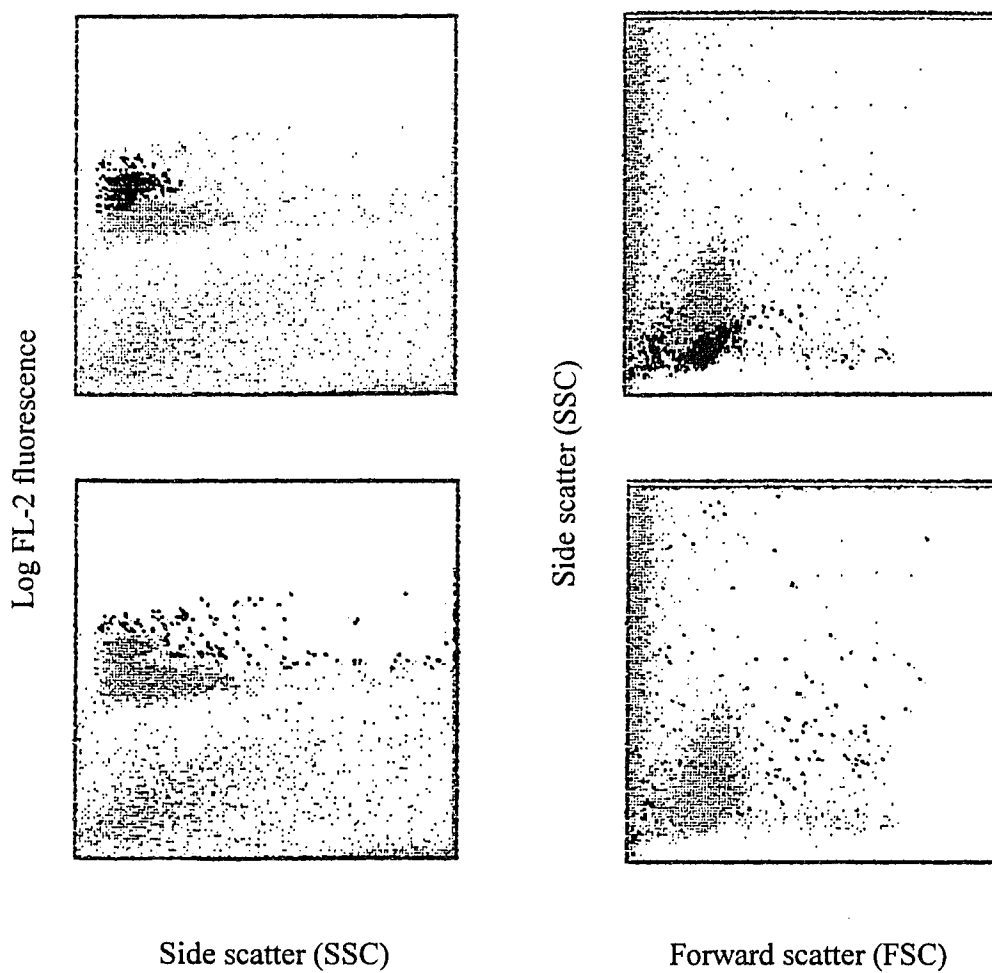 Log FL-2 fluorescence
Side scatter (SSC)
Side scatter (SSC)
Forward scatter (FSC)